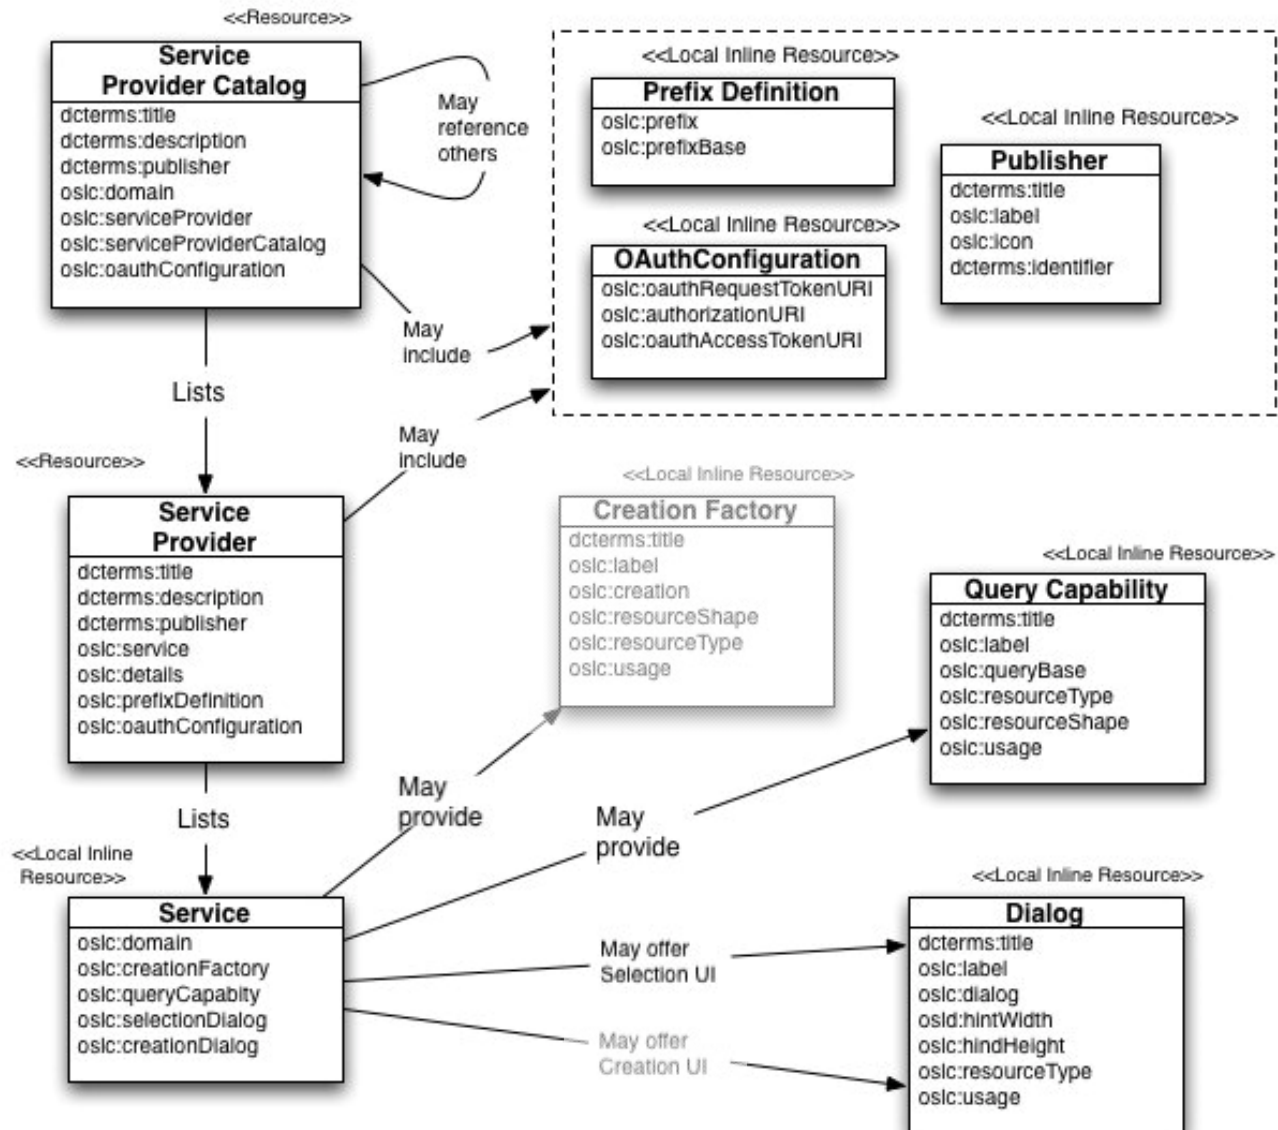 <<Resource>>
Service
Provider Catalog
dcterms:title
dcterms:description
dcterms:publisher
oslc:domain
oslc:serviceProvider
oslc:serviceProviderCatalog
oslc:oauthConfiguration
May
reference
others
<<Local Inline Resource>>
Prefix Definition
oslc:prefix
oslc:prefixBase
<<Local Inline Resource>>
Publisher
dcterms:title
oslc:label
oslc:icon
dcterms:identifier
<<Local Inline Resource>>
OAuthConfiguration
oslc:oauthRequestTokenURI
oslc:authorizationURI
oslc:oauthAccessTokenURI
May
include
Lists
May
include
<<Resource>>
Service
Provider
dcterms:title
dcterms:description
dcterms:publisher
oslc:service
oslc:details
oslc:prefixDefinition
oslc:oauthConfiguration
<<Local Inline Resource>>
Creation Factory
dcterms:title
oslc:label
oslc:creation
oslc:resourceShape
oslc:resourceType
oslc:usage
<<Local Inline Resource>>
Query Capability
dcterms:title
oslc:label
oslc:queryBase
oslc:resourceType
oslc:resourceShape
oslc:usage
Lists
May
provide
May
provide
<<Local Inline
Resource>>
Service
oslc:domain
oslc:creationFactory
oslc:queryCapabity
oslc:selectionDialog
oslc:creationDialog
May offer
Selection UI
May offer
Creation UI
<<Local Inline Resource>>
Dialog
dcterms:title
oslc:label
oslc:dialog
osld:hintWidth
oslc:hindHeight
oslc:resourceType
oslc:usage